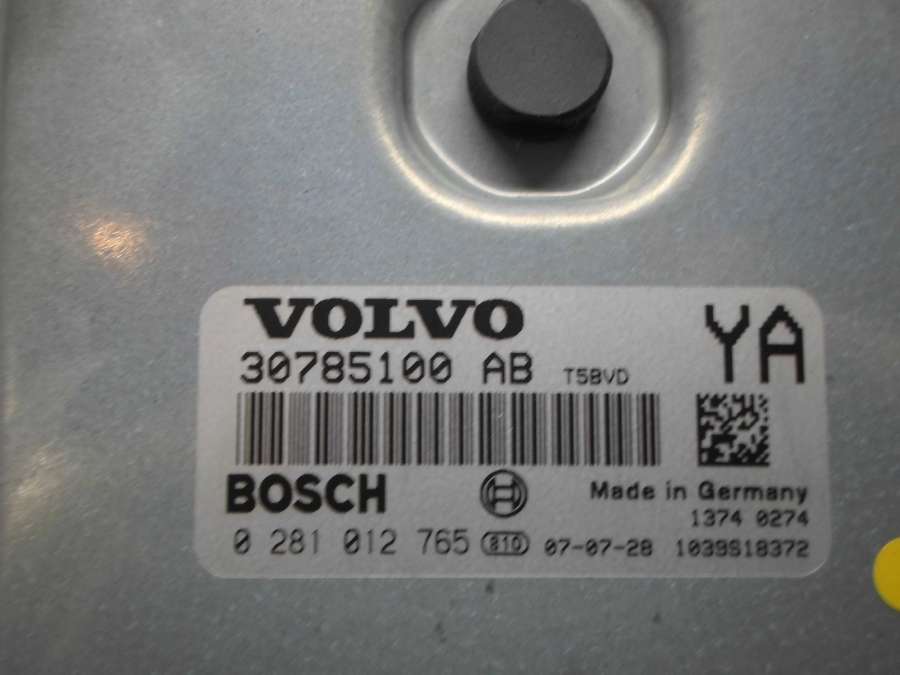 VOLVO
YA
30785100 AB T5BVD
BOSCH
Made in Germany
1374 0274
0 281 012 765 810 07-07-28 1039S18372